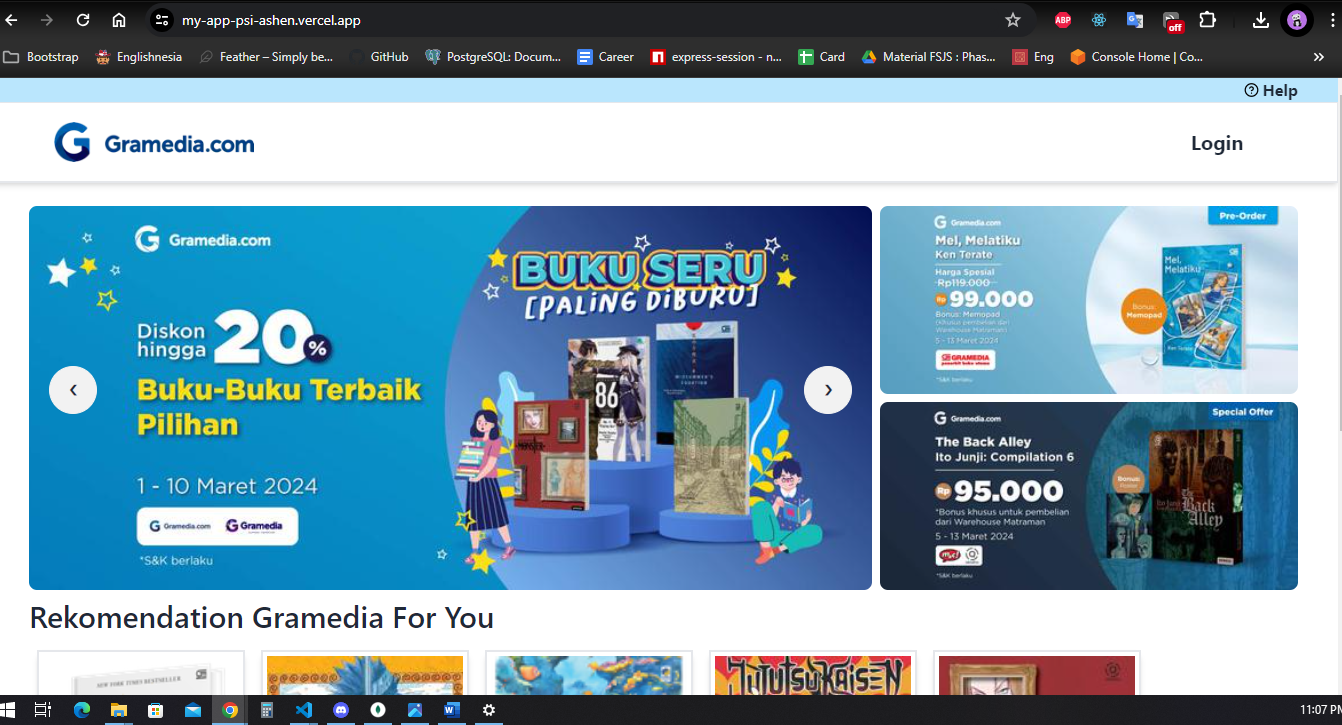 my-app-psi-ashen.vercel.app
ABP
off
Bootstrap
Englishnesia
Feather – Simply be...
GitHub
PostgreSQL: Docum...
Career
express-session - n...
Card
Material FSJS : Phas...
Eng
Console Home | Co...
Help
Gramedia.com
Login
Gramedia.com
Diskon
hingga 20%
Buku-Buku Terbaik
Pilihan
1 - 10 Maret 2024
Gramedia.com Gramedia
*S&K berlaku
BUKU SERU
[PALING DIBURU]
86
Gramedia.com
Pre-Order
Mel, Melatiku
Ken Terate
Harga Spesial
Rp119.000
Rp 99.000
Bonus: Memopad
(Khusus pembelian dari
Warehouse Matraman)
5 - 13 Maret 2024
GRAMEDIA
*S&K berlaku
Bonus:
Memopad
Mel,
Melatiku
Ken Terate
Gramedia.com
Special Offer
The Back Alley
Ito Junji: Compilation 6
Rp 95.000
*Bonus khusus untuk pembelian
dari Warehouse Matraman
5 - 13 Maret 2024
m&c!
*S&K berlaku
Bonus:
Poster
The
Ito Junji Back
Alley
Rekomendation Gramedia For You
NEW YORK TIMES BESTSELLER
JUJUTSU KAISEN
11:07 PM